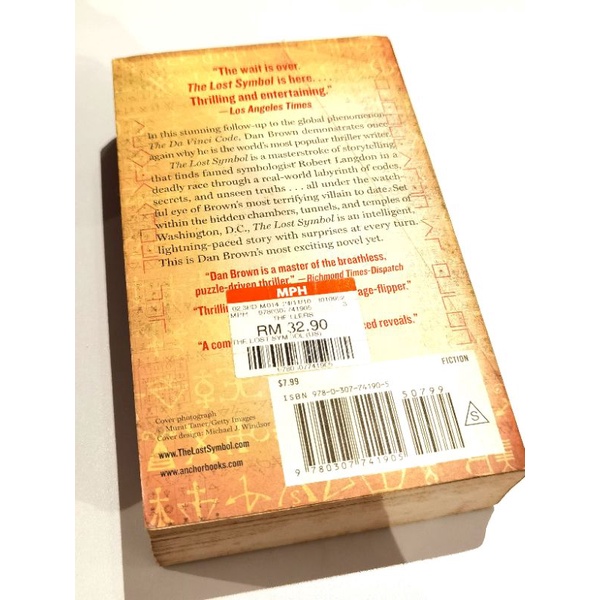 “The wait is over.
The Lost Symbol is here. . . .
Thrilling and entertaining.”
—Los Angeles Times
In this stunning follow-up to the global phenomenon
The Da Vinci Code, Dan Brown demonstrates once
again why he is the world's most popular thriller writer.
The Lost Symbol is a masterstroke of storytelling
that finds famed symbologist Robert Langdon in a
deadly race through a real-world labyrinth of codes,
secrets, and unseen truths . . . all under the watch-
ful eye of Brown's most terrifying villain to date. Set
within the hidden chambers, tunnels, and temples of
Washington, D.C., The Lost Symbol is an intelligent,
lightning-paced story with surprises at every turn.
This is Dan Brown's most exciting novel yet.
“Dan Brown is a master of the breathless,
puzzle-driven thriller.” —Richmond Times-Dispatch
“Thrilli age-flipper.”
“A com ced reveals.”
MPH
MPH
RM 32.90
THE LOST SYMBOL (US)
$7.99
FICTION
ISBN 978-0-307-74190-5
50799
9 780307 741905
S
Cover photograph
© Murat Taner/Getty Images
Cover design: Michael J. Windsor
www.TheLostSymbol.com
www.anchorbooks.com